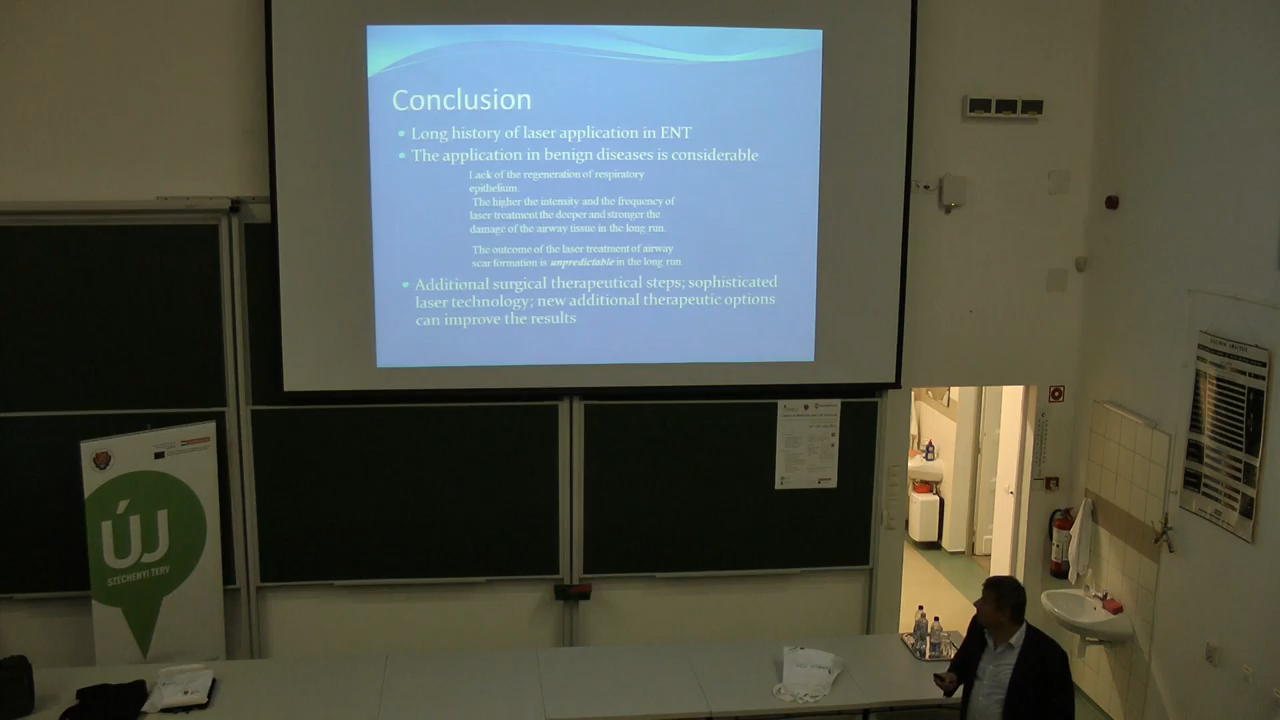 Conclusion
Long history of laser application in ENT
The application in benign diseases is considerable
Lack of the regeneration of respiratory
epithelium.
The higher the intensity and the frequency of
laser treatment the deeper and stronger the
damage of the airway tissue in the long run.
The outcome of the laser treatment of airway
scar formation is unpredictable in the long run.
Additional surgical therapeutical steps; sophisticated
laser technology; new additional therapeutic options
can improve the results
ÚJ
SZÉCHENYI TERV